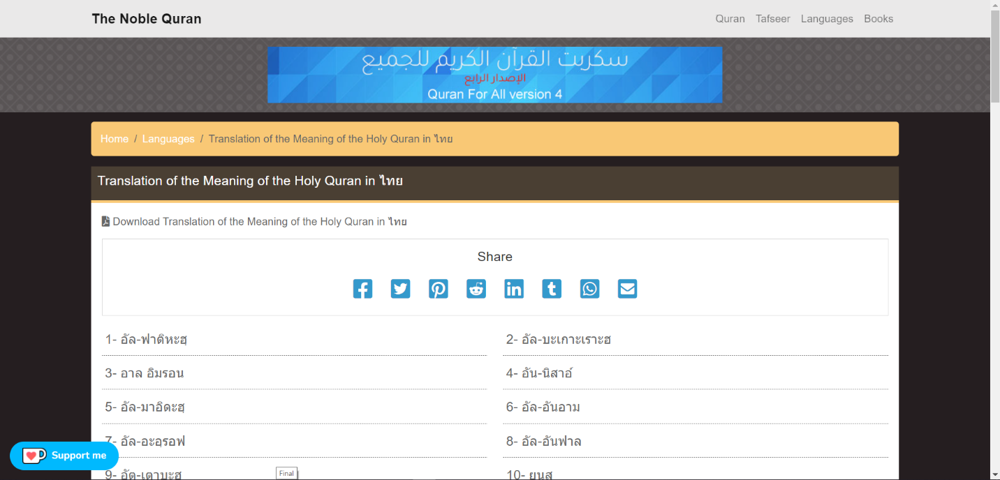 The Noble Quran
Quran Tafseer Languages Books
سكربت القرآن الكريم للجميع
الإصدار الرابع
Quran For All version 4
Home / Languages / Translation of the Meaning of the Holy Quran in ไทย
Translation of the Meaning of the Holy Quran in ไทย
Download Translation of the Meaning of the Holy Quran in ไทย
Share
1- อัล-ฟาติหะฮฺ
2- อัล-บะเกาะเราะฮ
3- อาล อิมรอน
4- อัน-นิสาอ์
5- อัล-มาอิดะฮฺ
6- อัล-อันอาม
7- อัล-อะอฺรอฟ
8- อัล-อันฟาล
9- อัต-เตาบะฮฺ
10- ยูนุส
Support me
Final